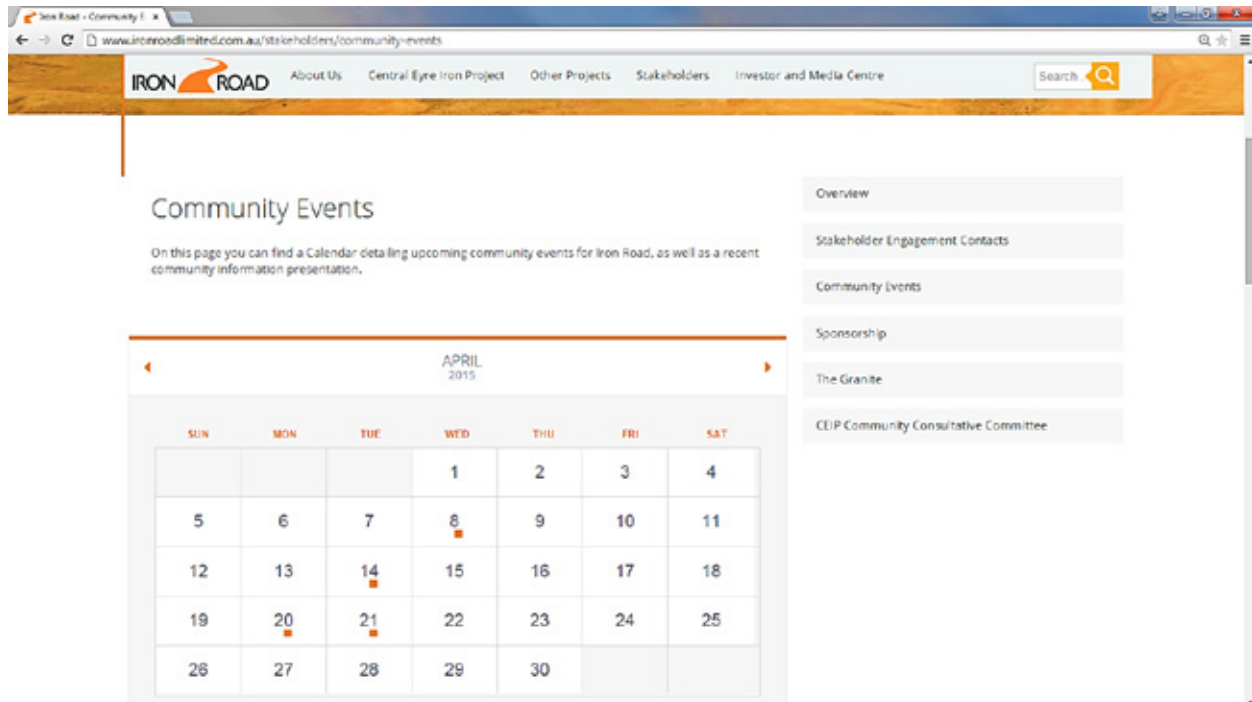 Iron Road - Community E
www.ironroadlimited.com.au/stakeholders/community-events
IRON ROAD
About Us Central Eyre Iron Project Other Projects Stakeholders Investor and Media Centre
Search
Community Events
On this page you can find a Calendar detailing upcoming community events for Iron Road, as well as a recent
community information presentation.
Overview
Stakeholder Engagement Contacts
Community Events
Sponsorship
The Granite
CEIP Community Consultative Committee
APRIL
2015
SUN MON TUE WED THU FRI SAT
1 2 3 4
5 6 7 8 9 10 11
12 13 14 15 16 17 18
19 20 21 22 23 24 25
26 27 28 29 30